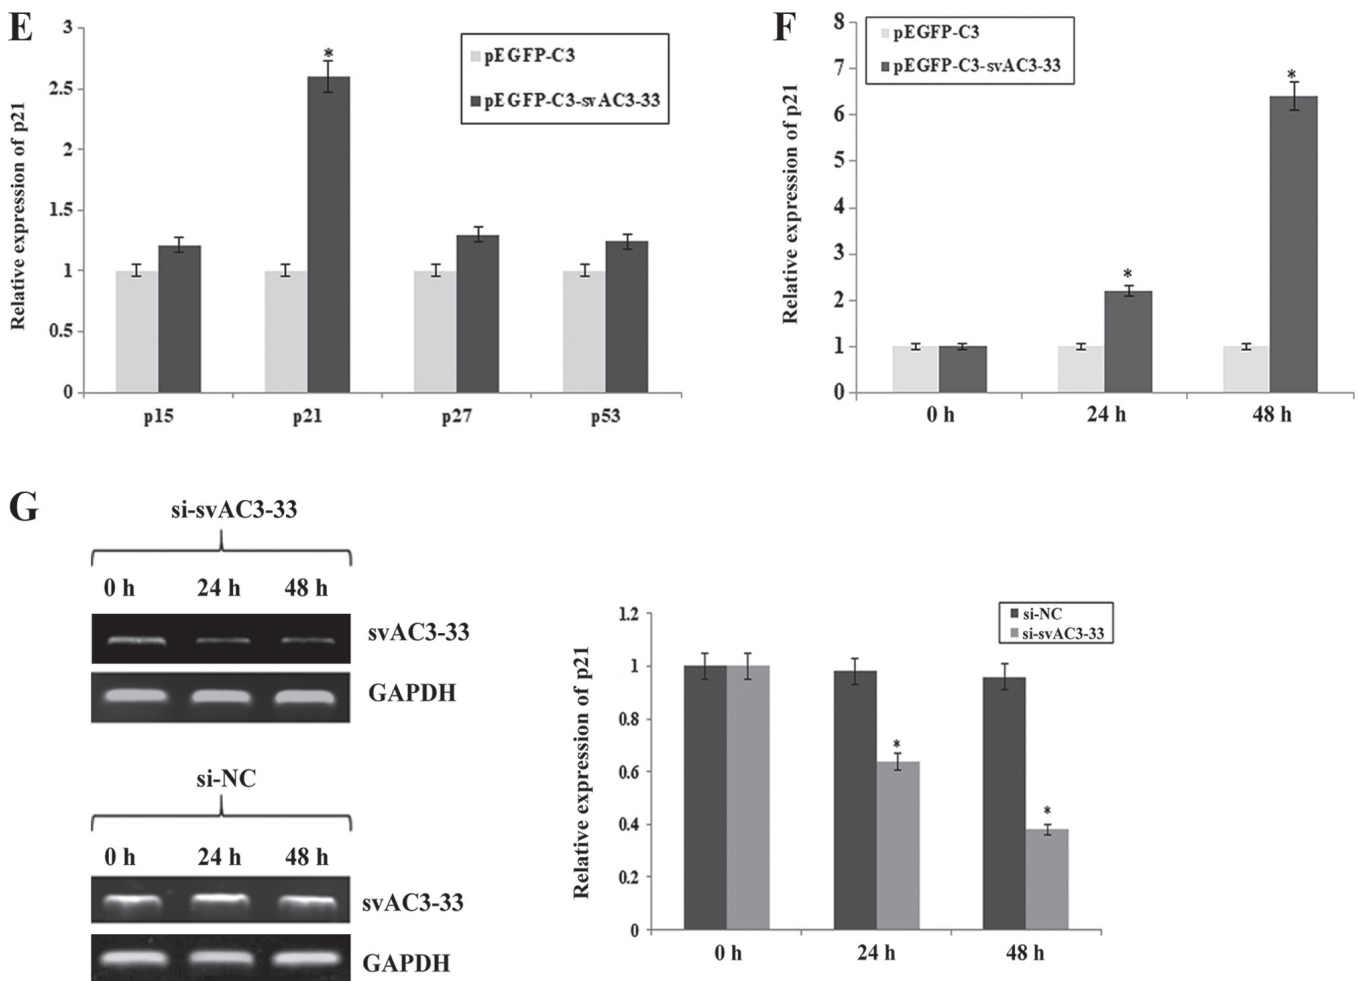 E
3
2.5
2
1.5
1
0.5
0
Relative expression of p21
*
pEGFP-C3
pEGFP-C3-svAC3-33
p15 p21 p27 p53
F
8
7
6
5
4
3
2
1
0
Relative expression of p21
pEGFP-C3
pEGFP-C3-svAC3-33
*
*
0 h 24 h 48 h
G
si-svAC3-33
0 h 24 h 48 h
svAC3-33
GAPDH
si-NC
0 h 24 h 48 h
svAC3-33
GAPDH
1.2
1
0.8
0.6
0.4
0.2
0
Relative expression of p21
si-NC
si-svAC3-33
*
*
0 h 24 h 48 h